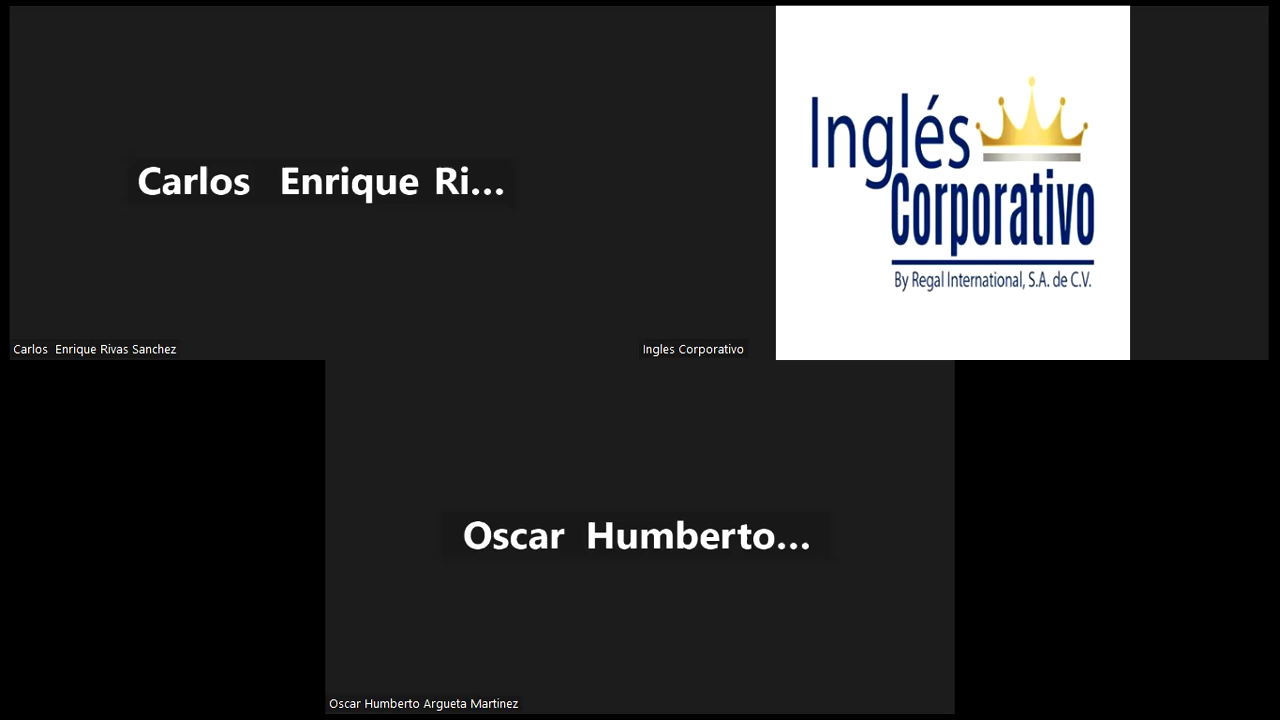 Carlos  Enrique Ri...
Carlos  Enrique Rivas Sanchez
Inglés
Corporativo
By Regal International, S.A. de C.V.
Ingles Corporativo
Oscar  Humberto...
Oscar Humberto Argueta Martinez